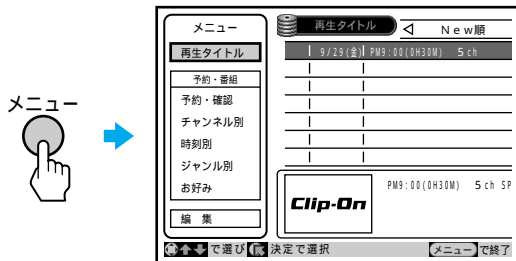 メニュー
メニュー
再生タイトル
予約・番組
予約・確認
チャンネル別
時刻別
ジャンル別
お好み
編 集
再生タイトル ◁ New順
9/29(金) PM9:00(0H30M) 5ch
Clip-On
PM9:00(0H30M) 5ch SP
で選び 決定で選択 メニューで終了